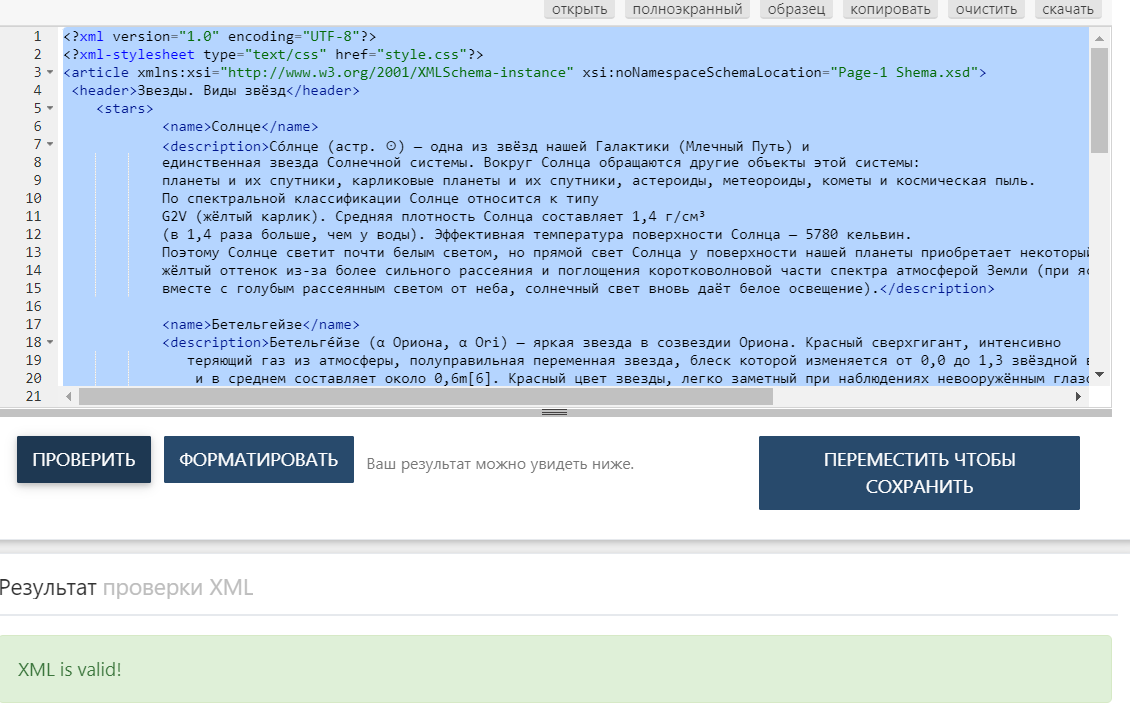 открыть полноэкранный образец копировать очистить скачать
1 <?xml version="1.0" encoding="UTF-8"?>
2 <?xml-stylesheet type="text/css" href="style.css"?>
3 <article xmlns:xsi="http://www.w3.org/2001/XMLSchema-instance" xsi:noNamespaceSchemaLocation="Page-1 Shema.xsd">
4 <header>Звезды. Виды звёзд</header>
5 <stars>
6 <name>Солнце</name>
7 <description>Со́лнце (астр. ☉) — одна из звёзд нашей Галактики (Млечный Путь) и
8 единственная звезда Солнечной системы. Вокруг Солнца обращаются другие объекты этой системы:
9 планеты и их спутники, карликовые планеты и их спутники, астероиды, метеороиды, кометы и космическая пыль.
10 По спектральной классификации Солнце относится к типу
11 G2V (жёлтый карлик). Средняя плотность Солнца составляет 1,4 г/см³
12 (в 1,4 раза больше, чем у воды). Эффективная температура поверхности Солнца — 5780 кельвин.
13 Поэтому Солнце светит почти белым светом, но прямой свет Солнца у поверхности нашей планеты приобретает некоторый
14 жёлтый оттенок из-за более сильного рассеяния и поглощения коротковолновой части спектра атмосферой Земли (при яс
15 вместе с голубым рассеянным светом от неба, солнечный свет вновь даёт белое освещение).</description>
16
17 <name>Бетельгейзе</name>
18 <description>Бетельге́йзе (α Ориона, α Ori) — яркая звезда в созвездии Ориона. Красный сверхгигант, интенсивно
19 теряющий газ из атмосферы, полуправильная переменная звезда, блеск которой изменяется от 0,0 до 1,3 звёздной в
20 и в среднем составляет около 0,6m[6]. Красный цвет звезды, легко заметный при наблюдениях невооружённым глазо
21
ПРОВЕРИТЬ ФОРМАТИРОВАТЬ Ваш результат можно увидеть ниже. ПЕРЕМЕСТИТЬ ЧТОБЫ
СОХРАНИТЬ
Результат проверки XML
XML is valid!